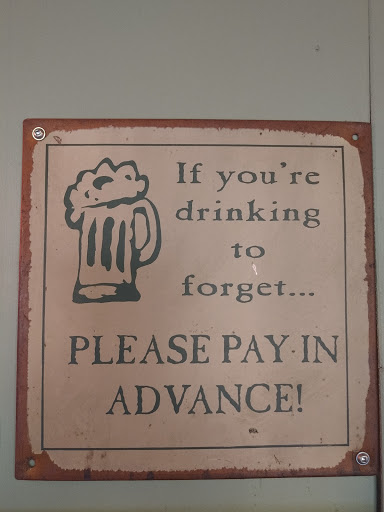 If you're
drinking
to
forget...
PLEASE PAY IN
ADVANCE!